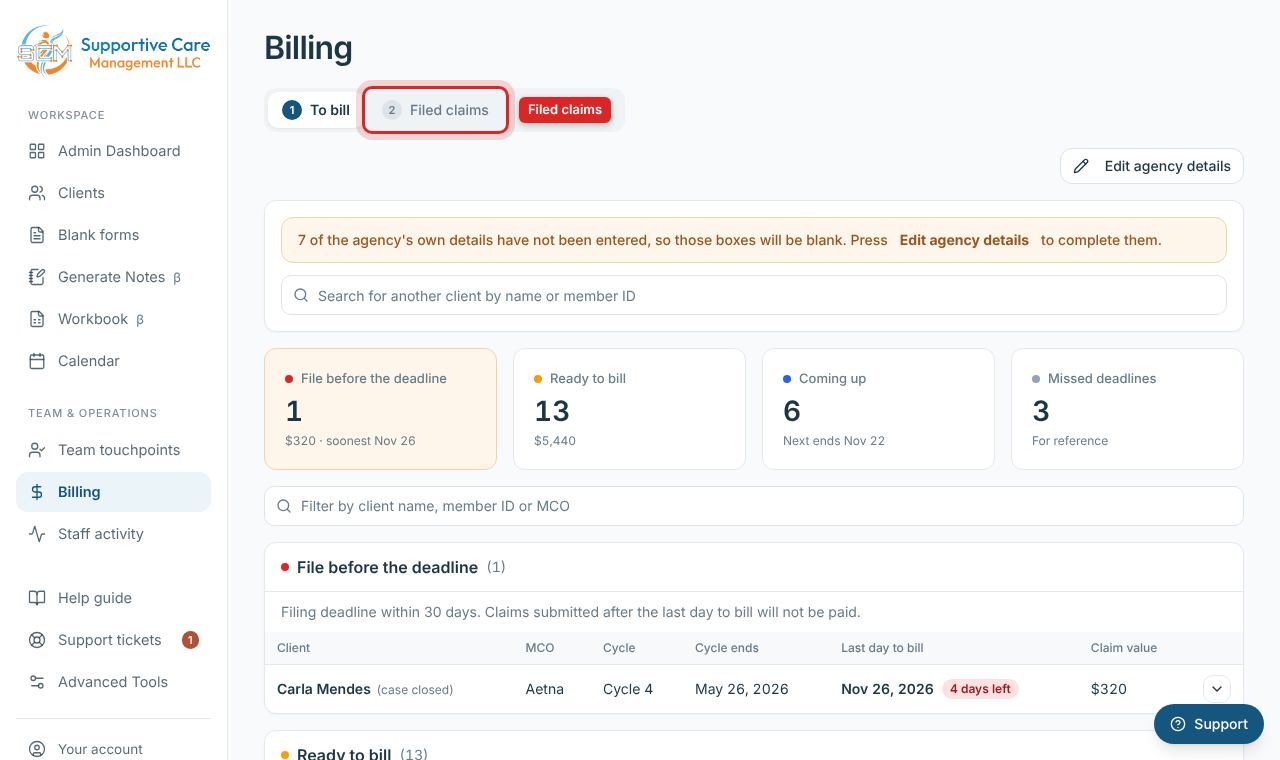 SCM
Supportive Care
Management LLC
WORKSPACE
Admin Dashboard
Clients
Blank forms
Generate Notes β
Workbook β
Calendar
TEAM & OPERATIONS
Team touchpoints
Billing
Staff activity
Help guide
Support tickets 1
Advanced Tools
Your account
Billing
1 To bill
2 Filed claims
Filed claims
Edit agency details
7 of the agency's own details have not been entered, so those boxes will be blank. Press Edit agency details to complete them.
Search for another client by name or member ID
File before the deadline
1
$320 · soonest Nov 26
Ready to bill
13
$5,440
Coming up
6
Next ends Nov 22
Missed deadlines
3
For reference
Filter by client name, member ID or MCO
File before the deadline (1)
Filing deadline within 30 days. Claims submitted after the last day to bill will not be paid.
Client MCO Cycle Cycle ends Last day to bill Claim value
Carla Mendes (case closed) Aetna Cycle 4 May 26, 2026 Nov 26, 2026 4 days left $320
Support
Ready to bill (13)